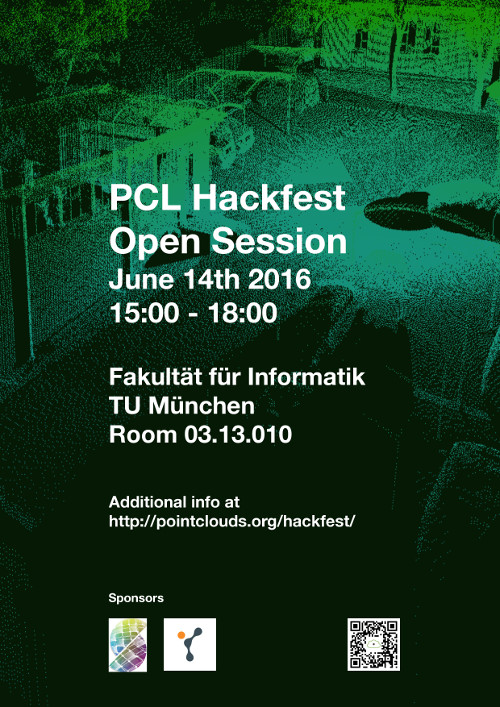 PCL Hackfest
Open Session
June 14th 2016
15:00 - 18:00
Fakultät für Informatik
TU München
Room 03.13.010
Additional info at
http://pointclouds.org/hackfest/
Sponsors